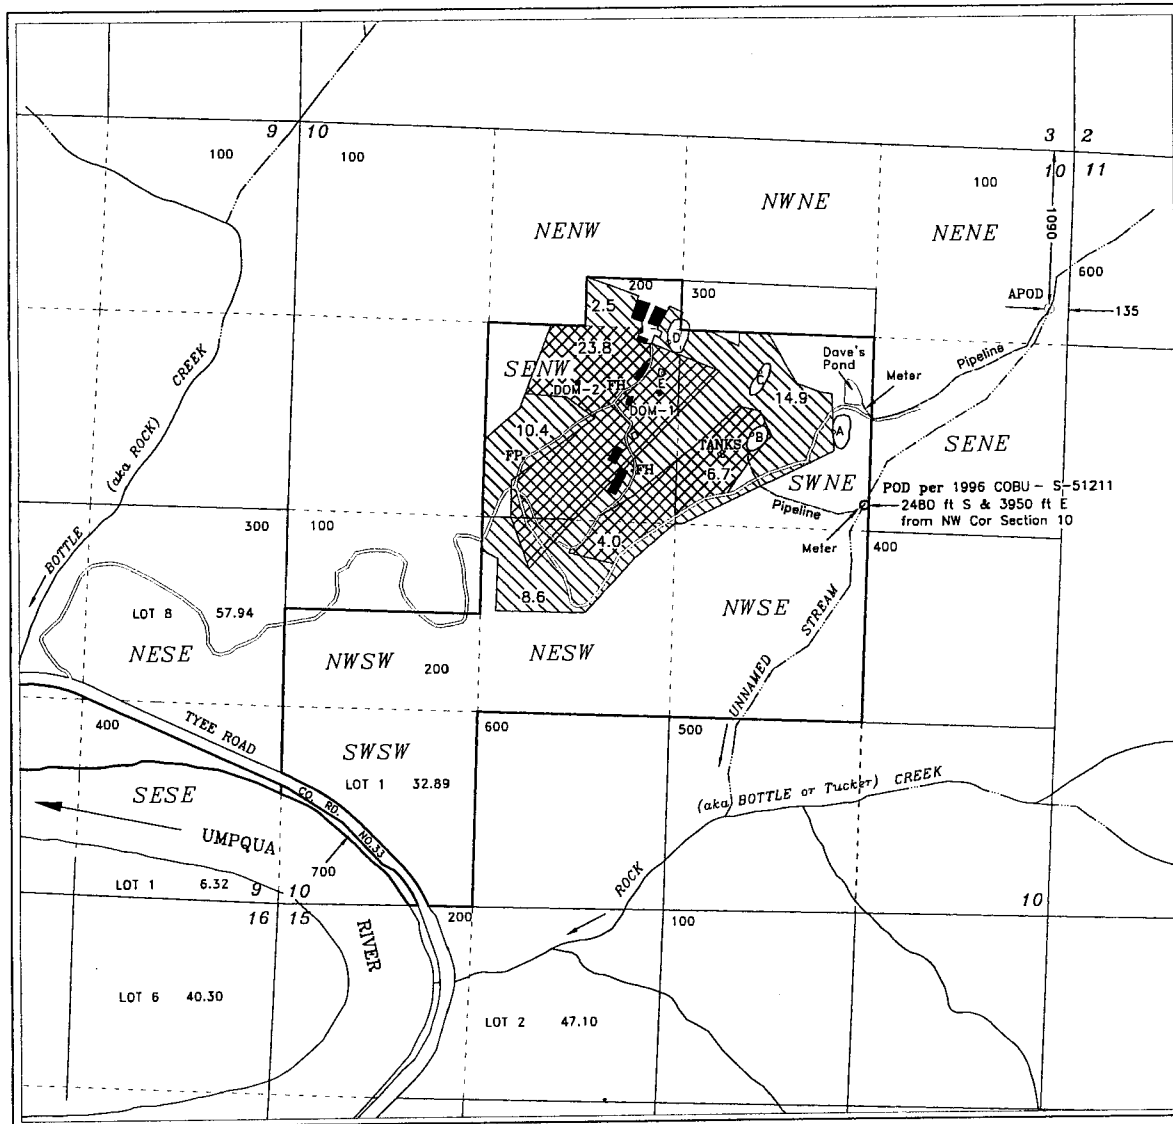 9 10
3 2
10 11
100
100
100
NWNE
NENW
NENE
1090
600
APOD
135
200
300
2.5
D
23.8
SENW
DOM-2
FH
E
C
14.9
Dave's
Pond
Meter
Pipeline
DOM-1
10.4
TANKS
B
A
FP
FH
6.7
SENE
SWNE
POD per 1996 COBU - S-51211
2480 ft S & 3950 ft E
from NW Cor Section 10
Pipeline
Meter
400
4.0
8.6
CREEK
(aka ROCK)
BOTTLE
300
100
LOT 8 57.94
NESE
NWSW
200
NESW
NWSE
UNNAMED STREAM
400
TYEE ROAD
600
500
SWSW
LOT 1 32.89
CO. RD. NO.33
SESE
UMPQUA
700
(aka BOTTLE or Tucker) CREEK
ROCK
LOT 1 6.32
9 10
16 15
10
200
100
RIVER
LOT 6 40.30
LOT 2 47.10